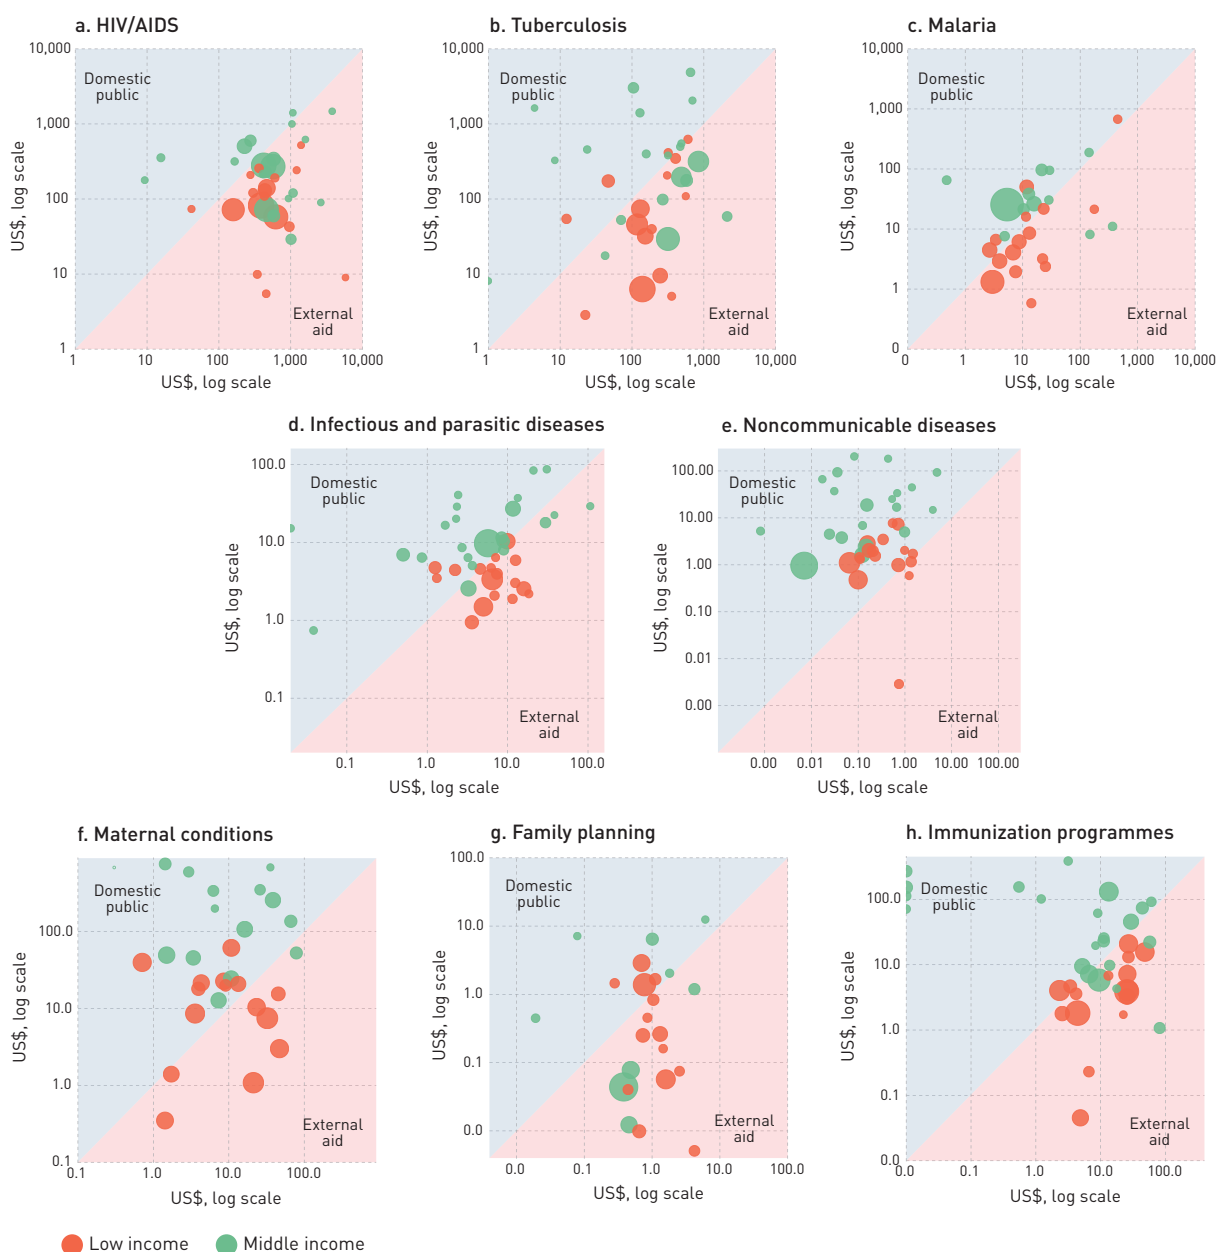 a. HIV/AIDS
b. Tuberculosis
c. Malaria
10,000
1,000
100
10
1
US$, log scale
Domestic
public
External
aid
1
10
100
1,000
10,000
US$, log scale
10,000
1,000
100
10
1
US$, log scale
Domestic
public
External
aid
1
10
100
1,000
10,000
US$, log scale
10,000
1,000
100
10
1
0
US$, log scale
Domestic
public
External
aid
0
1
10
100
1,000
10,000
US$, log scale
d. Infectious and parasitic diseases
e. Noncommunicable diseases
100.0
10.0
1.0
0.1
US$, log scale
Domestic
public
External
aid
0.1
1.0
10.0
100.0
US$, log scale
100.00
10.00
1.00
0.10
0.01
0.00
US$, log scale
Domestic
public
External
aid
0.00
0.01
0.10
1.00
10.00
100.00
US$, log scale
f. Maternal conditions
g. Family planning
h. Immunization programmes
100.0
10.0
1.0
0.1
US$, log scale
Domestic
public
External
aid
0.1
1.0
10.0
100.0
US$, log scale
100.0
10.0
1.0
0.1
0.0
US$, log scale
Domestic
public
External
aid
0.0
0.1
1.0
10.0
100.0
US$, log scale
100.0
10.0
1.0
0.1
0.0
US$, log scale
Domestic
public
External
aid
0.0
0.1
1.0
10.0
100.0
US$, log scale
Low income
Middle income